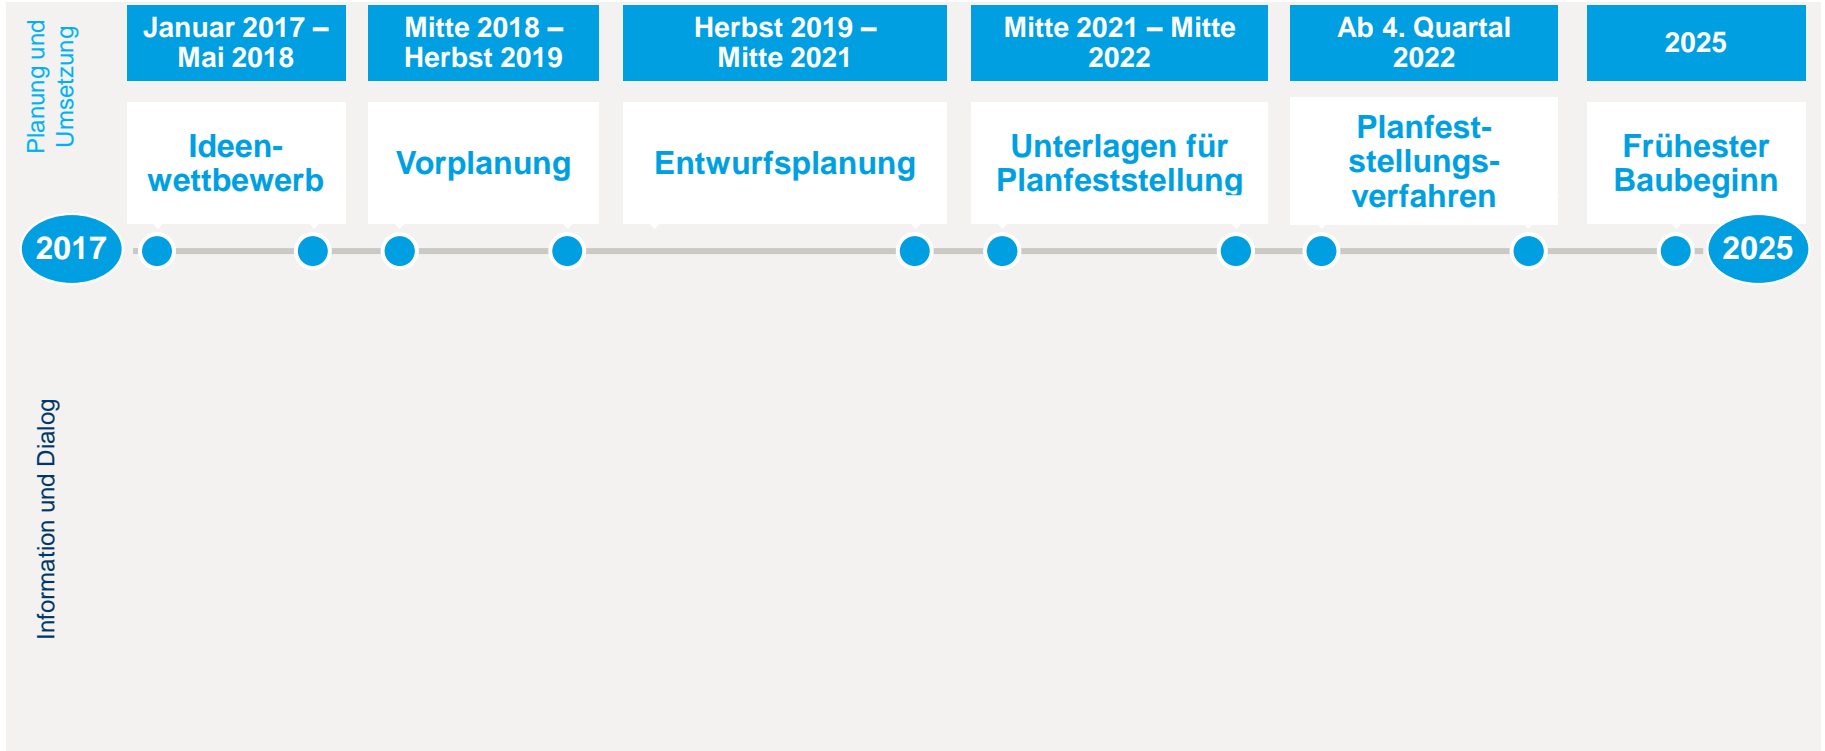 Planung und
Umsetzung
Januar 2017 –
Mai 2018
Mitte 2018 –
Herbst 2019
Herbst 2019 –
Mitte 2021
Mitte 2021 – Mitte
2022
Ab 4. Quartal
2022
2025
Ideen-
wettbewerb
Vorplanung
Entwurfsplanung
Unterlagen für
Planfeststellung
Planfest-
stellungs-
verfahren
Frühester
Baubeginn
2017
2025
Information und Dialog